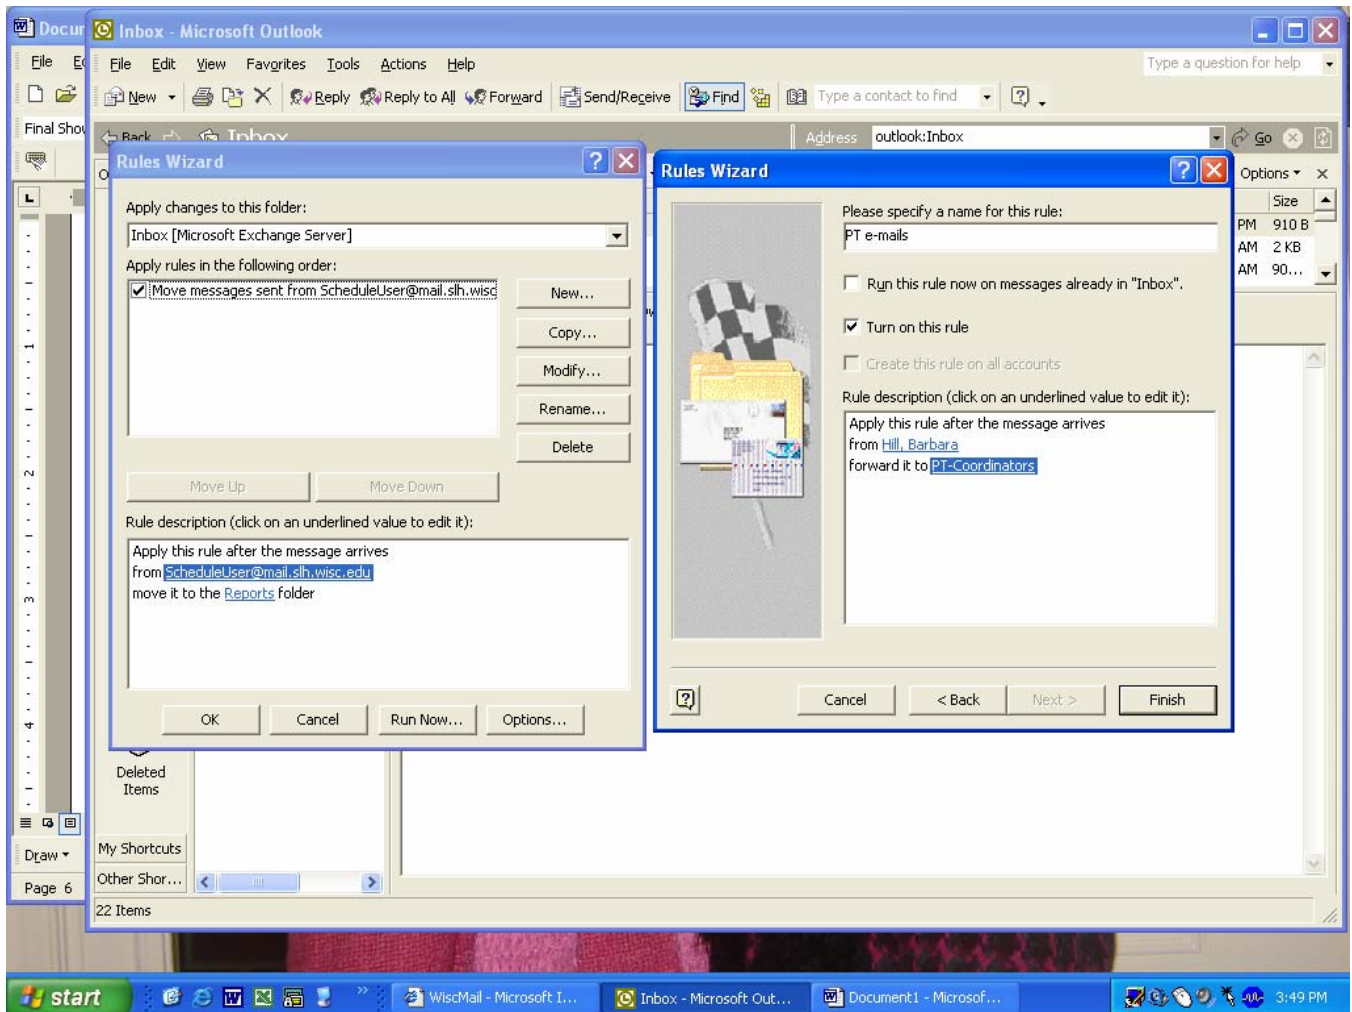 Docur
Inbox - Microsoft Outlook
File
File Edit View Favorites Tools Actions Help
Type a question for help
New Reply Reply to All Forward Send/Receive Find Type a contact to find
Final Show
Back Inbox
Address outlook:Inbox Go
Rules Wizard
Rules Wizard
Options
Size
PM 910 B
AM 2 KB
AM 90...
Apply changes to this folder:
Inbox [Microsoft Exchange Server]
Apply rules in the following order:
Move messages sent from ScheduleUser@mail.slh.wisc
New...
Copy...
Modify...
Rename...
Delete
Move Up Move Down
Rule description (click on an underlined value to edit it):
Apply this rule after the message arrives
from ScheduleUser@mail.slh.wisc.edu
move it to the Reports folder
OK Cancel Run Now... Options...
Please specify a name for this rule:
PT e-mails
Run this rule now on messages already in "Inbox".
Turn on this rule
Create this rule on all accounts
Rule description (click on an underlined value to edit it):
Apply this rule after the message arrives
from Hill, Barbara
forward it to PT-Coordinators
Cancel < Back Next > Finish
Deleted
Items
My Shortcuts
Other Shor...
22 Items
1
1
2
3
4
Draw
Page 6
start
WiscMail - Microsoft I...
Inbox - Microsoft Out...
Document1 - Microsof...
3:49 PM